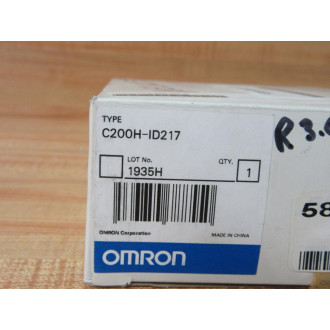 TYPE
C200H-ID217
LOT No.
QTY.
1935H
1
OMRON Corporation
MADE IN CHINA
OMRON
58